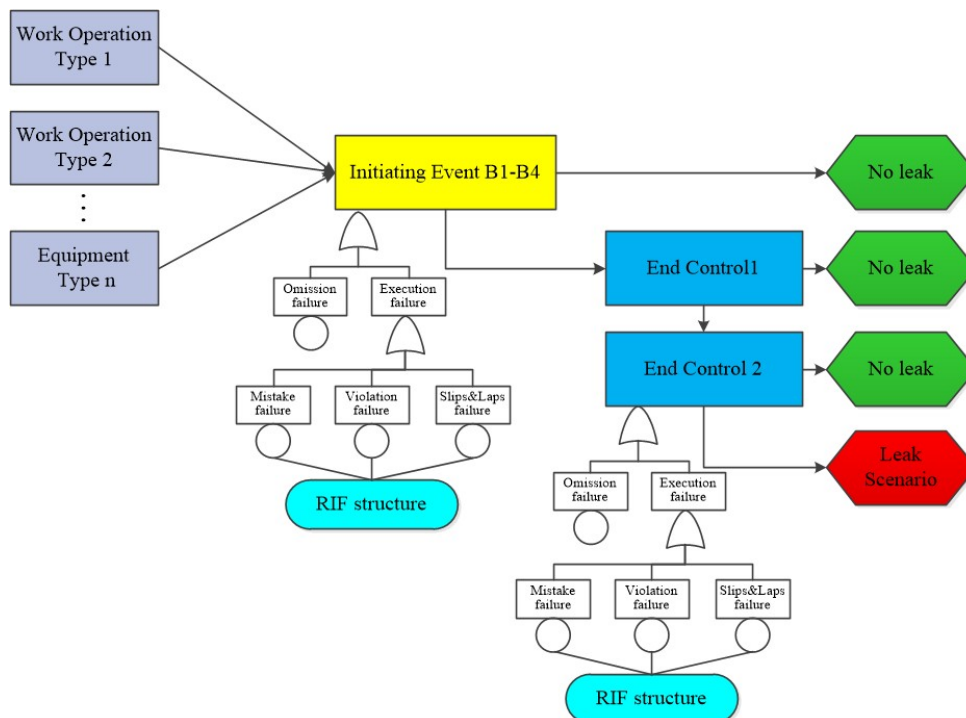 Work Operation
Type 1
Work Operation
Type 2
Equipment
Type n
Initiating Event B1-B4
No leak
End Control1
No leak
End Control 2
No leak
Leak
Scenario
Omission
failure
Execution
failure
Mistake
failure
Violation
failure
Slips&Laps
failure
RIF structure
Omission
failure
Execution
failure
Mistake
failure
Violation
failure
Slips&Laps
failure
RIF structure